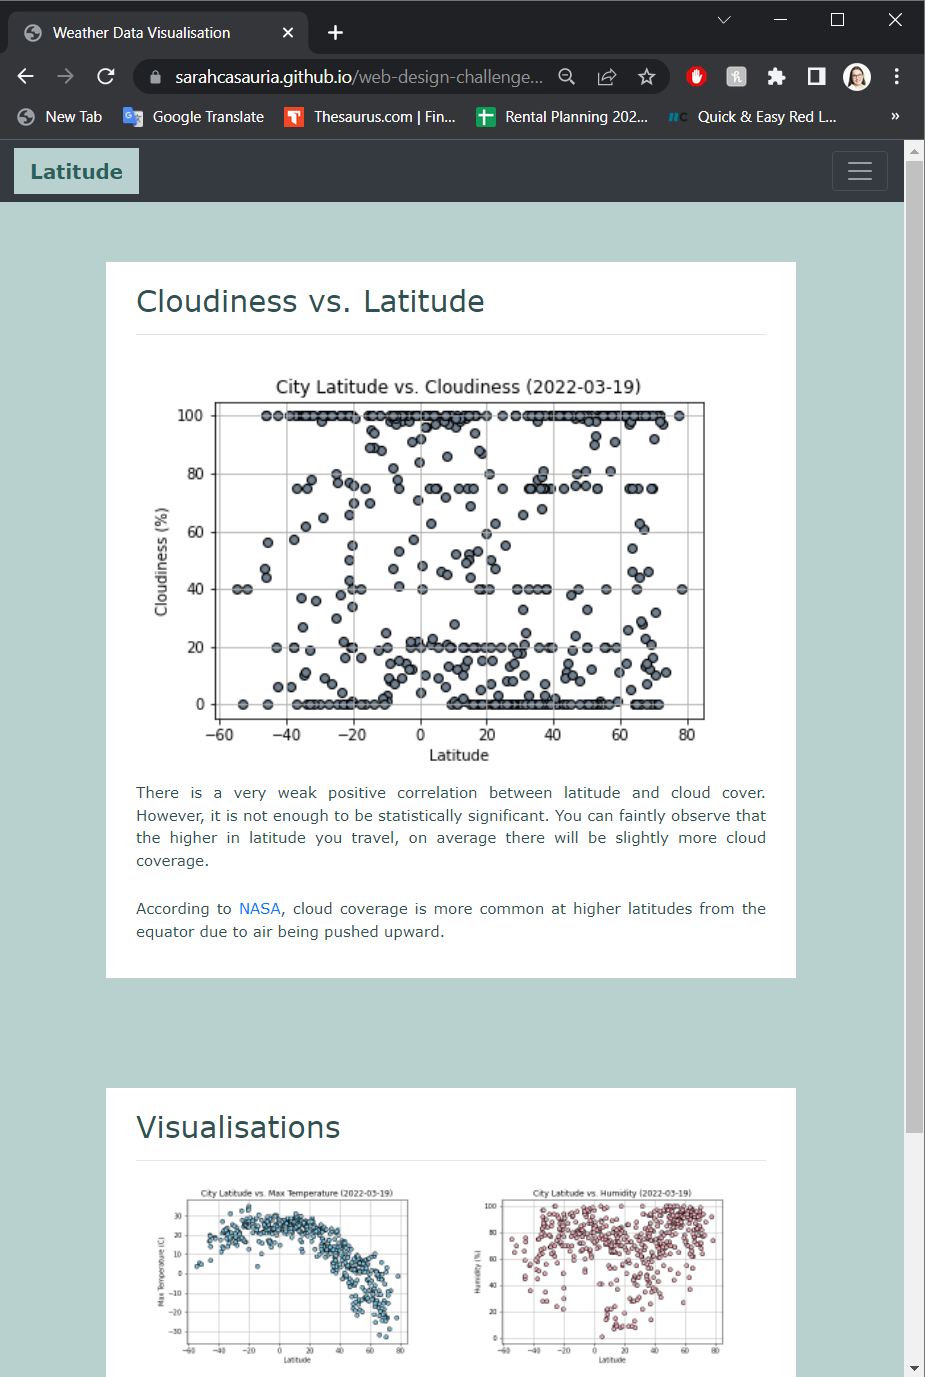 Weather Data Visualisation
sarahcasauria.github.io/web-design-challenge...
New Tab Google Translate Thesaurus.com | Fin... Rental Planning 202... Quick & Easy Red L... »
Latitude
Cloudiness vs. Latitude
City Latitude vs. Cloudiness (2022-03-19)
100
80
60
40
20
0
Cloudiness (%)
−60 −40 −20 0 20 40 60 80
Latitude
There is a very weak positive correlation between latitude and cloud cover.
However, it is not enough to be statistically significant. You can faintly observe that
the higher in latitude you travel, on average there will be slightly more cloud
coverage.
According to NASA, cloud coverage is more common at higher latitudes from the
equator due to air being pushed upward.
Visualisations
City Latitude vs. Max Temperature (2022-03-19)
30
20
10
0
−10
−20
−30
Max Temperature (C)
−60 −40 −20 0 20 40 60 80
Latitude
City Latitude vs. Humidity (2022-03-19)
100
80
60
40
20
0
Humidity (%)
−60 −40 −20 0 20 40 60 80
Latitude